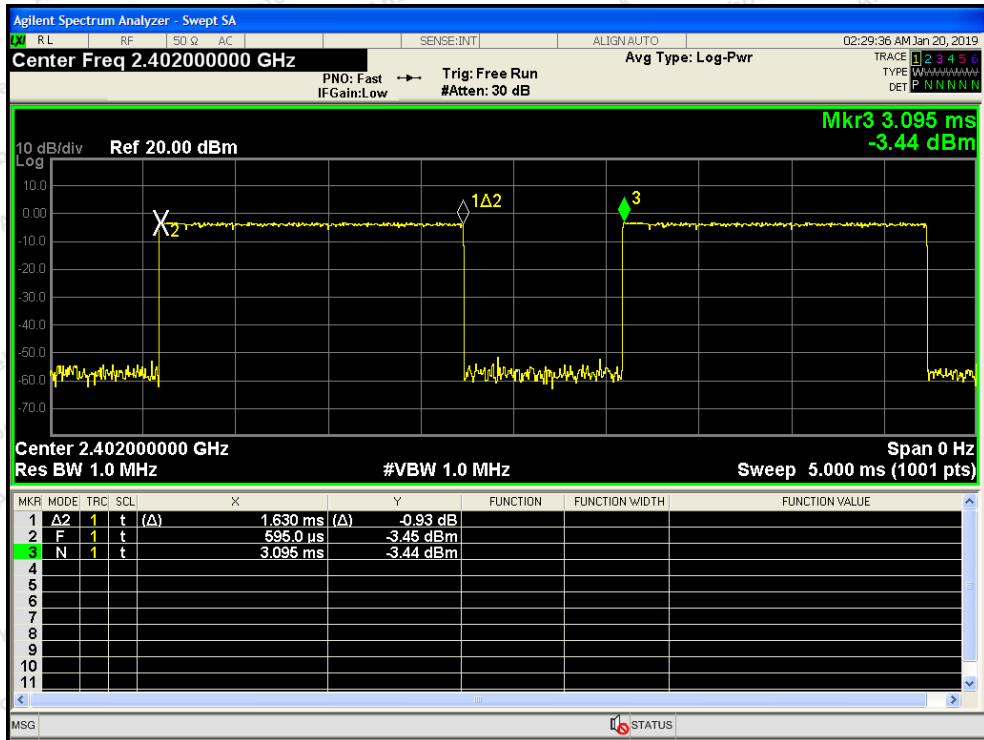 Agilent Spectrum Analyzer - Swept SA
LXI RL RF 50 Ω AC SENSE:INT ALIGN AUTO 02:29:36 AM Jan 20, 2019
Center Freq 2.402000000 GHz Avg Type: Log-Pwr TRACE 1 2 3 4 5 6
PNO: Fast Trig: Free Run TYPE WWWWWW
IFGain:Low #Atten: 30 dB DET P N N N N N
Mkr3 3.095 ms
10 dB/div Ref 20.00 dBm -3.44 dBm
Log
10.0
1Δ2 3
0.00
2
-10.0
-20.0
-30.0
-40.0
-50.0
-60.0
-70.0
Center 2.402000000 GHz Span 0 Hz
Res BW 1.0 MHz #VBW 1.0 MHz Sweep 5.000 ms (1001 pts)
MKR MODE TRC SCL X Y FUNCTION FUNCTION WIDTH FUNCTION VALUE
1 Δ2 1 t (Δ) 1.630 ms (Δ) -0.93 dB
2 F 1 t 595.0 µs -3.45 dBm
3 N 1 t 3.095 ms -3.44 dBm
4
5
6
7
8
9
10
11
MSG STATUS